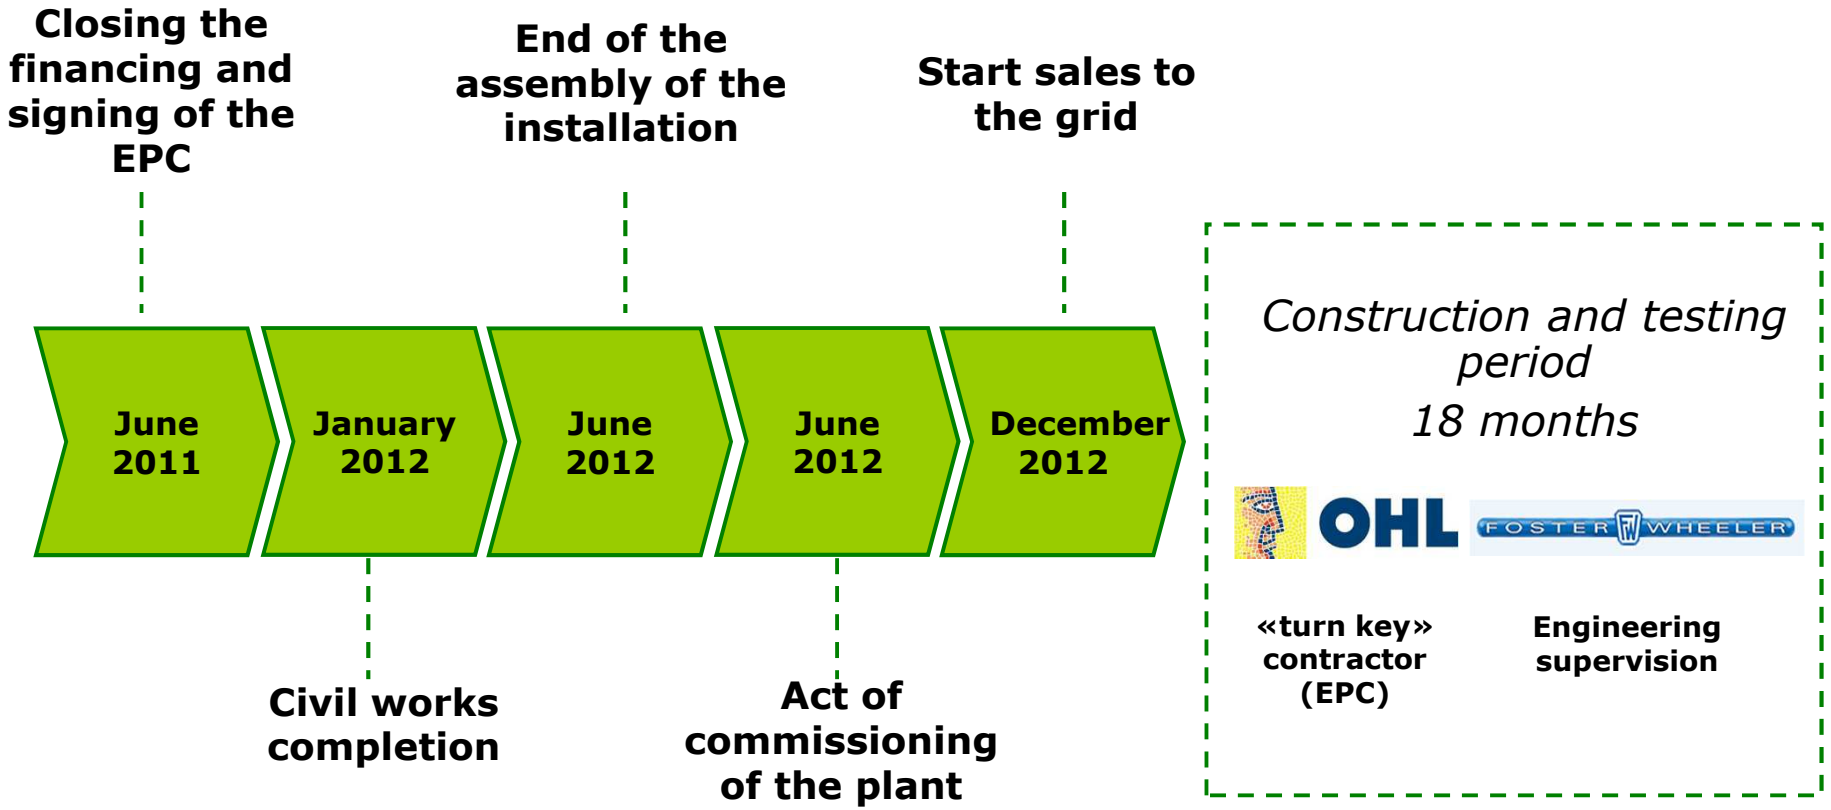 Closing the
financing and
signing of the
EPC
End of the
assembly of the
installation
Start sales to
the grid
June
2011
January
2012
June
2012
June
2012
December
2012
Civil works
completion
Act of
commissioning
of the plant
Construction and testing
period
18 months
OHL
FOSTER FW WHEELER
«turn key»
contractor
(EPC)
Engineering
supervision